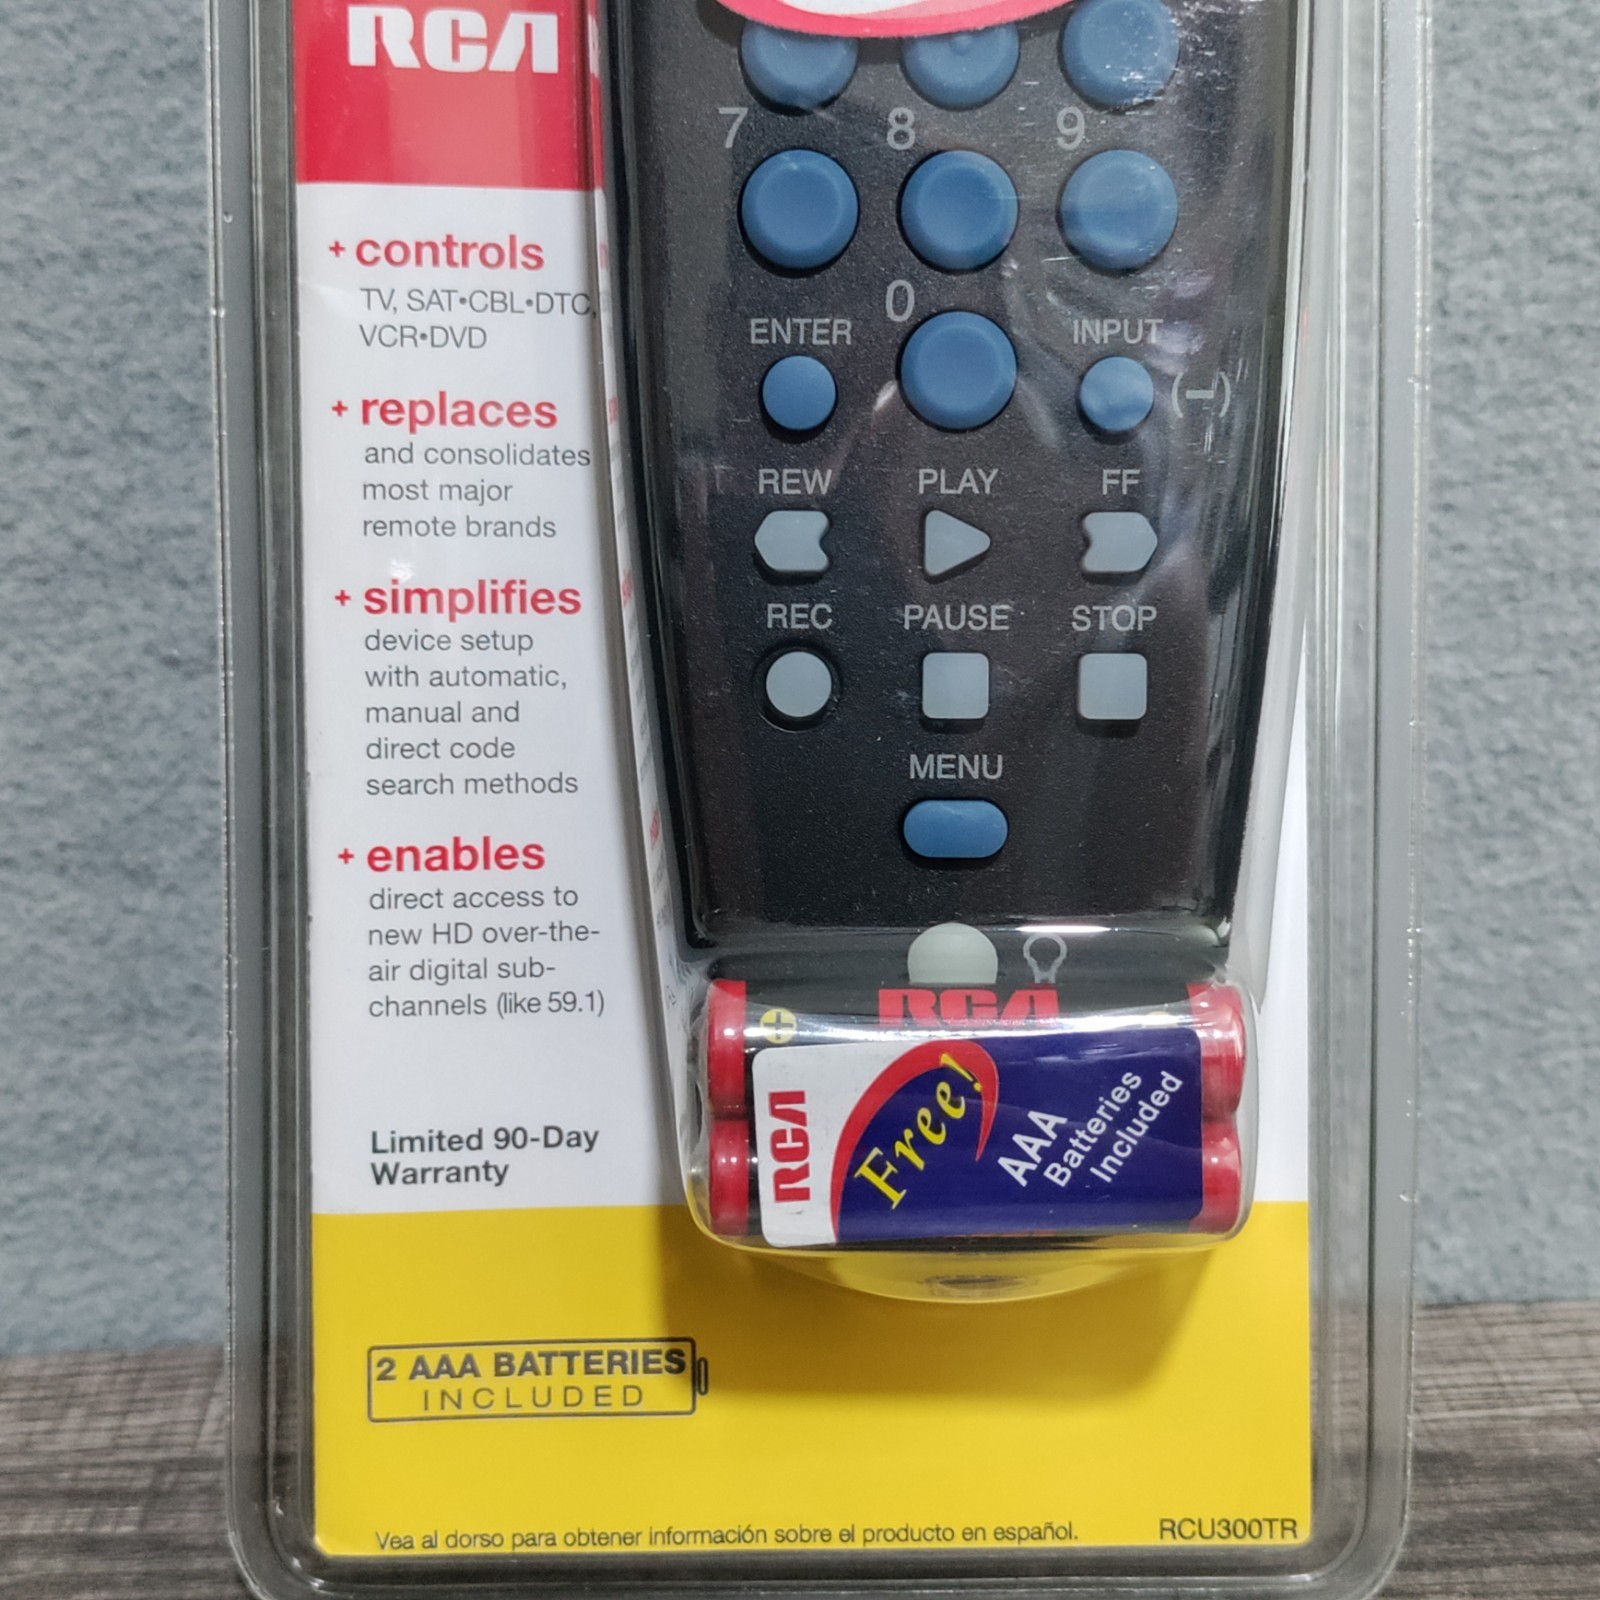 RCA
+ controls
TV, SAT•CBL•DTC,
VCR•DVD
+ replaces
and consolidates
most major
remote brands
+ simplifies
device setup
with automatic,
manual and
direct code
search methods
+ enables
direct access to
new HD over-the-
air digital sub-
channels (like 59.1)
Limited 90-Day
Warranty
7 8 9
0
ENTER INPUT
(–)
REW PLAY FF
REC PAUSE STOP
MENU
RCA
RCA
Free!
AAA
Batteries
Included
2 AAA BATTERIES
INCLUDED
Vea al dorso para obtener información sobre el producto en español.
RCU300TR